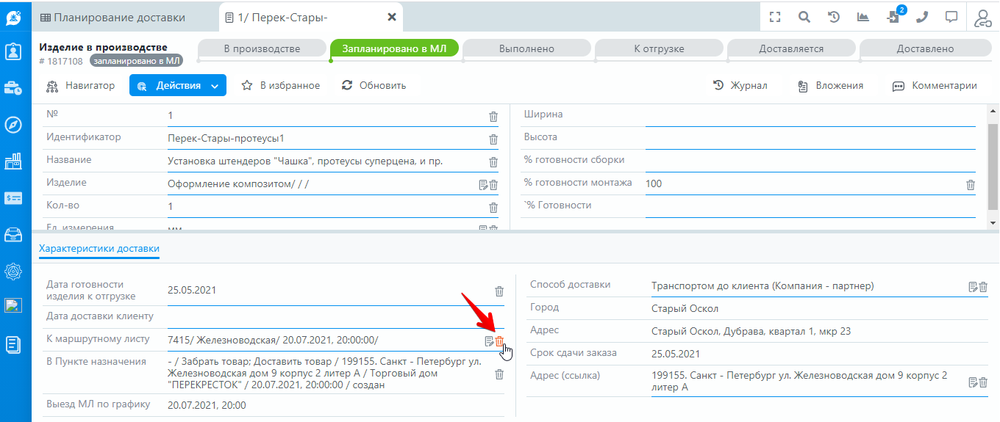 Планирование доставки
1/ Перек-Стары-
2
Изделие в производстве
# 1817108 запланировано в МЛ
В производстве
Запланировано в МЛ
Выполнено
К отгрузке
Доставляется
Доставлено
Навигатор
Действия
В избранное
Обновить
Журнал
Вложения
Комментарии
№ 1
Идентификатор Перек-Стары-протеусы1
Название Установка штендеров "Чашка", протеусы суперцена, и пр.
Изделие Оформление композитом/ / /
Кол-во 1
Ед. измерения мм
Ширина
Высота
% готовности сборки
% готовности монтажа 100
`% Готовности
Характеристики доставки
Дата готовности
изделия к отгрузке
25.05.2021
Дата доставки клиенту
К маршрутному листу 7415/ Железноводская/ 20.07.2021, 20:00:00/
В Пункте назначения - / Забрать товар; Доставить товар / 199155. Санкт - Петербург ул.
Железноводская дом 9 корпус 2 литер А / Торговый дом
"ПЕРЕКРЕСТОК" / 20.07.2021, 20:00:00 / создан
Выезд МЛ по графику 20.07.2021, 20:00
Способ доставки Транспортом до клиента (Компания - партнер)
Город Старый Оскол
Адрес Старый Оскол, Дубрава, квартал 1, мкр 23
Срок сдачи заказа 25.05.2021
Адрес (ссылка) 199155. Санкт - Петербург ул. Железноводская дом 9 корпус 2
литер А